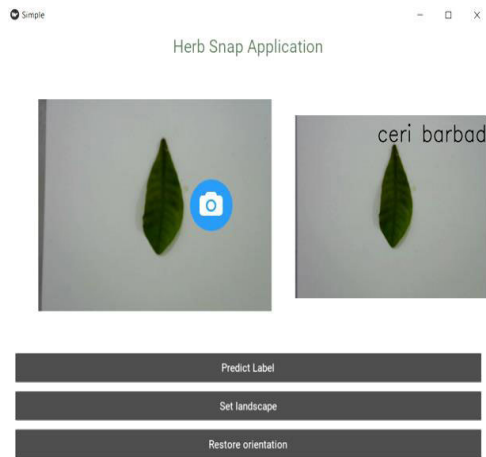 Simple
Herb Snap Application
ceri barbad
Predict Label
Set landscape
Restore orientation